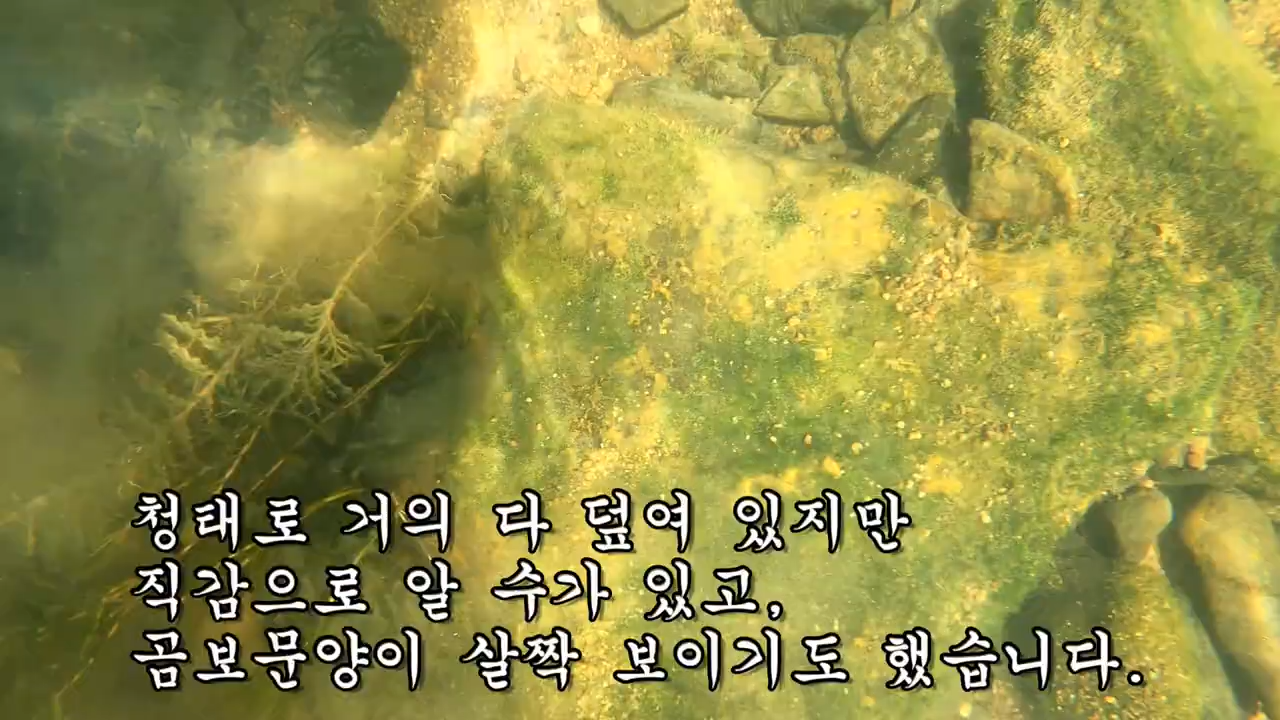 청태로 거의 다 덮여 있지만
직감으로 알 수가 있고,
곰보문양이 살짝 보이기도 했습니다.